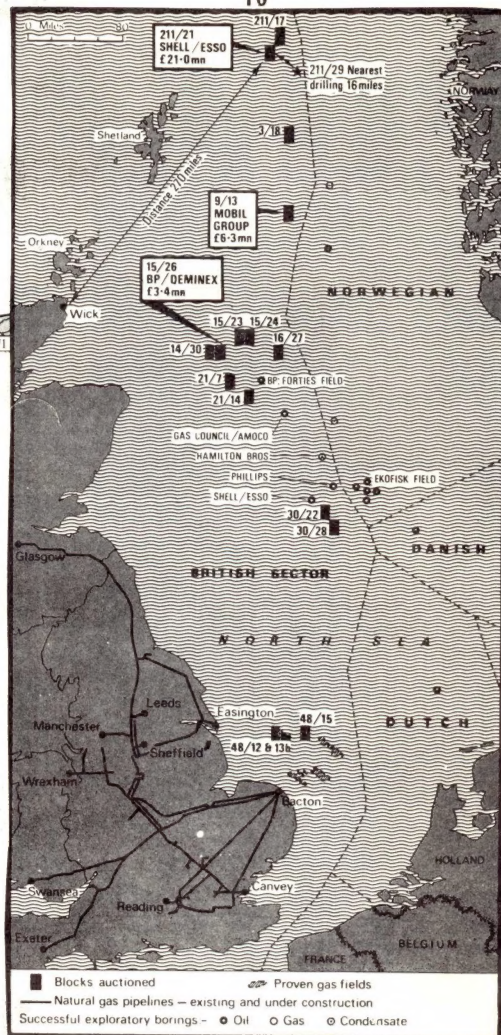 10
0 Miles 80
211/17
211/21
SHELL/ESSO
£21·0mn
211/29 Nearest
drilling 16miles
NORWAY
Shetland
3/18
Distance 270 miles
9/13
MOBIL
GROUP
£6·3mn
Orkney
15/26
BP/DEMINEX
£3·4mn
NORWEGIAN
Wick
15/23 15/24
14/30
16/27
21/7
BP: FORTIES FIELD
21/14
GAS COUNCIL/AMOCO
HAMILTON BROS
PHILLIPS
EKOFISK FIELD
SHELL/ESSO
30/22
30/28
Glasgow
DANISH
BRITISH SECTOR
NORTH SEA
Leeds
Easington
48/15
DUTCH
Manchester
Sheffield
48/12 & 13b
Wrexham
Bacton
HOLLAND
Swansea
Reading
Canvey
Exeter
BELGIUM
FRANCE
Blocks auctioned
Proven gas fields
Natural gas pipelines – existing and under construction
Successful exploratory borings – Oil Gas Condensate